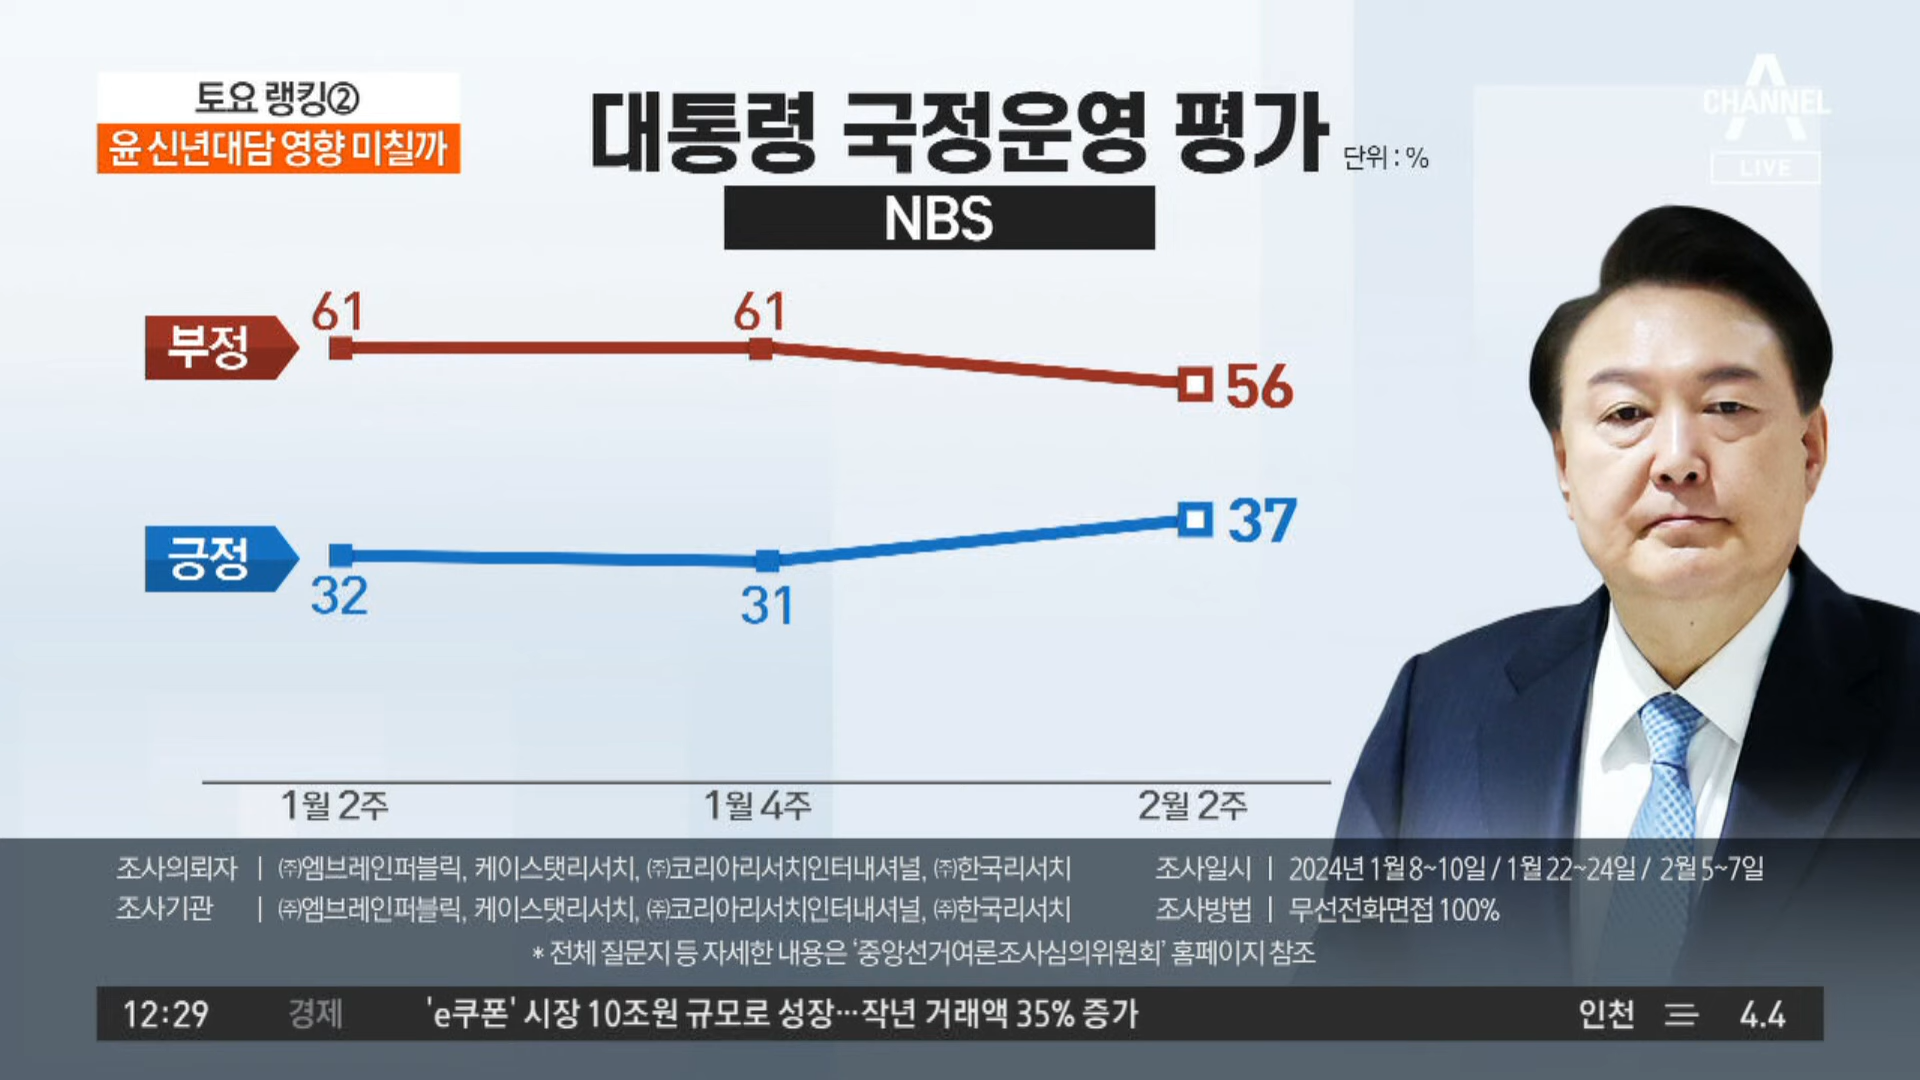 토요 랭킹②
윤 신년대담 영향 미칠까
대통령 국정운영 평가 단위 : %
NBS
CHANNEL A
LIVE
부정
61
61
56
긍정
32
31
37
1월 2주
1월 4주
2월 2주
조사의뢰자 | ㈜엠브레인퍼블릭, 케이스탯리서치, ㈜코리아리서치인터내셔널, ㈜한국리서치
조사일시 | 2024년 1월 8~10일 / 1월 22~24일 / 2월 5~7일
조사기관 | ㈜엠브레인퍼블릭, 케이스탯리서치, ㈜코리아리서치인터내셔널, ㈜한국리서치
조사방법 | 무선전화면접 100%
* 전체 질문지 등 자세한 내용은 '중앙선거여론조사심의위원회' 홈페이지 참조
12:29 경제 'e쿠폰' 시장 10조원 규모로 성장…작년 거래액 35% 증가 인천 4.4